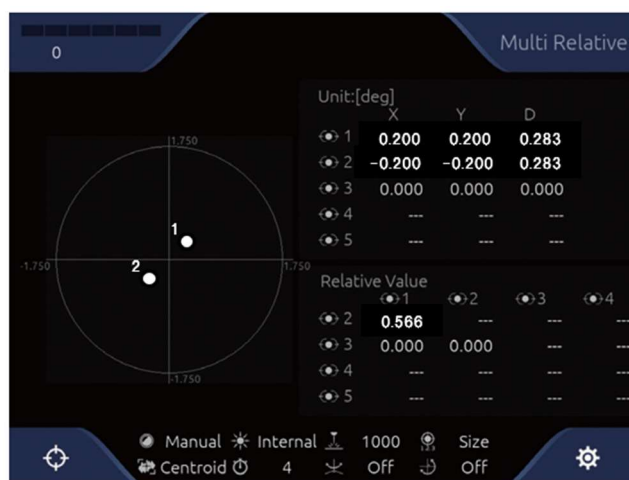 0
Multi Relative
Unit:[deg]
X Y D
1 0.200 0.200 0.283
2 -0.200 -0.200 0.283
3 0.000 0.000 0.000
4 --- --- ---
5 --- --- ---
1.750
1
-1.750
2
1.750
-1.750
Relative Value
1 2 3 4
2 0.566 --- --- ---
3 0.000 0.000 --- ---
4 --- --- --- ---
5 --- --- --- ---
Manual Internal 1000 Size
Centroid 4 Off Off